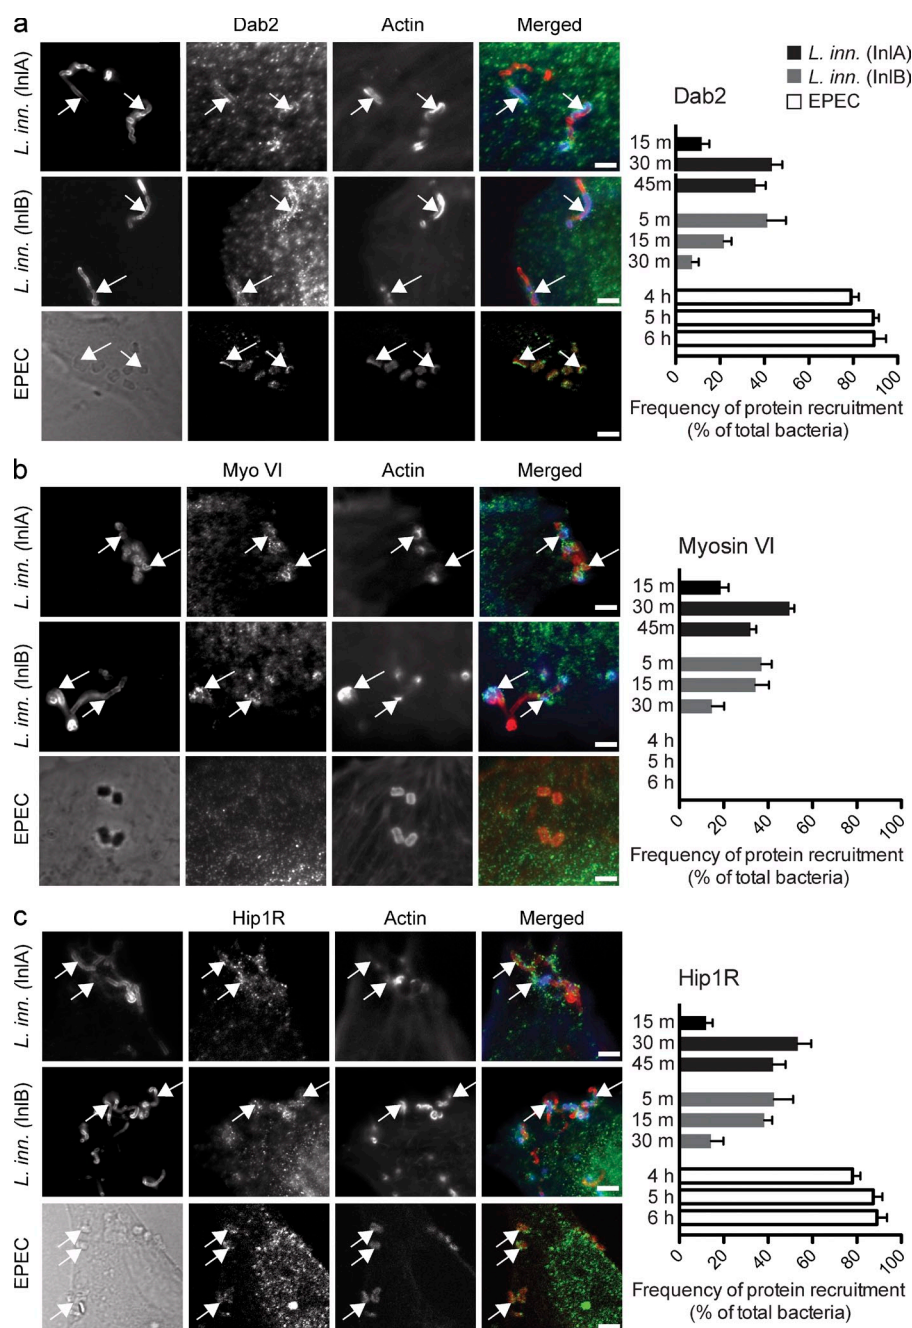 a
Dab2 Actin Merged
L. inn. (InlA)
L. inn. (InlB)
EPEC
L. inn. (InlA)
L. inn. (InlB)
EPEC
Dab2
15 m
30 m
45m
5 m
15 m
30 m
4 h
5 h
6 h
0 20 40 60 80 100
Frequency of protein recruitment
(% of total bacteria)
b
Myo VI Actin Merged
L. inn. (InlA)
L. inn. (InlB)
EPEC
Myosin VI
15 m
30 m
45m
5 m
15 m
30 m
4 h
5 h
6 h
0 20 40 60 80 100
Frequency of protein recruitment
(% of total bacteria)
c
Hip1R Actin Merged
L. inn. (InlA)
L. inn. (InlB)
EPEC
Hip1R
15 m
30 m
45 m
5 m
15 m
30 m
4 h
5 h
6 h
0 20 40 60 80 100
Frequency of protein recruitment
(% of total bacteria)